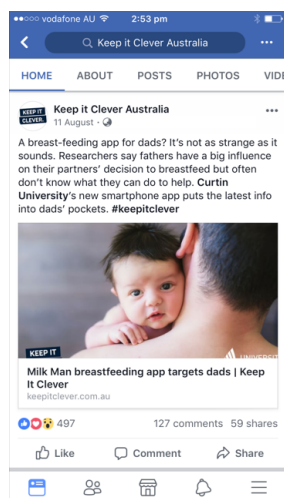 vodafone AU 2:53 pm
Keep it Clever Australia
HOME ABOUT POSTS PHOTOS VIDE
KEEP IT CLEVER.
Keep it Clever Australia
11 August
A breast-feeding app for dads? It's not as strange as it
sounds. Researchers say fathers have a big influence
on their partners' decision to breastfeed but often
don't know what they can do to help. Curtin
University's new smartphone app puts the latest info
into dads' pockets. #keepitclever
KEEP IT
Milk Man breastfeeding app targets dads | Keep
It Clever
keepitclever.com.au
497 127 comments 59 shares
Like Comment Share